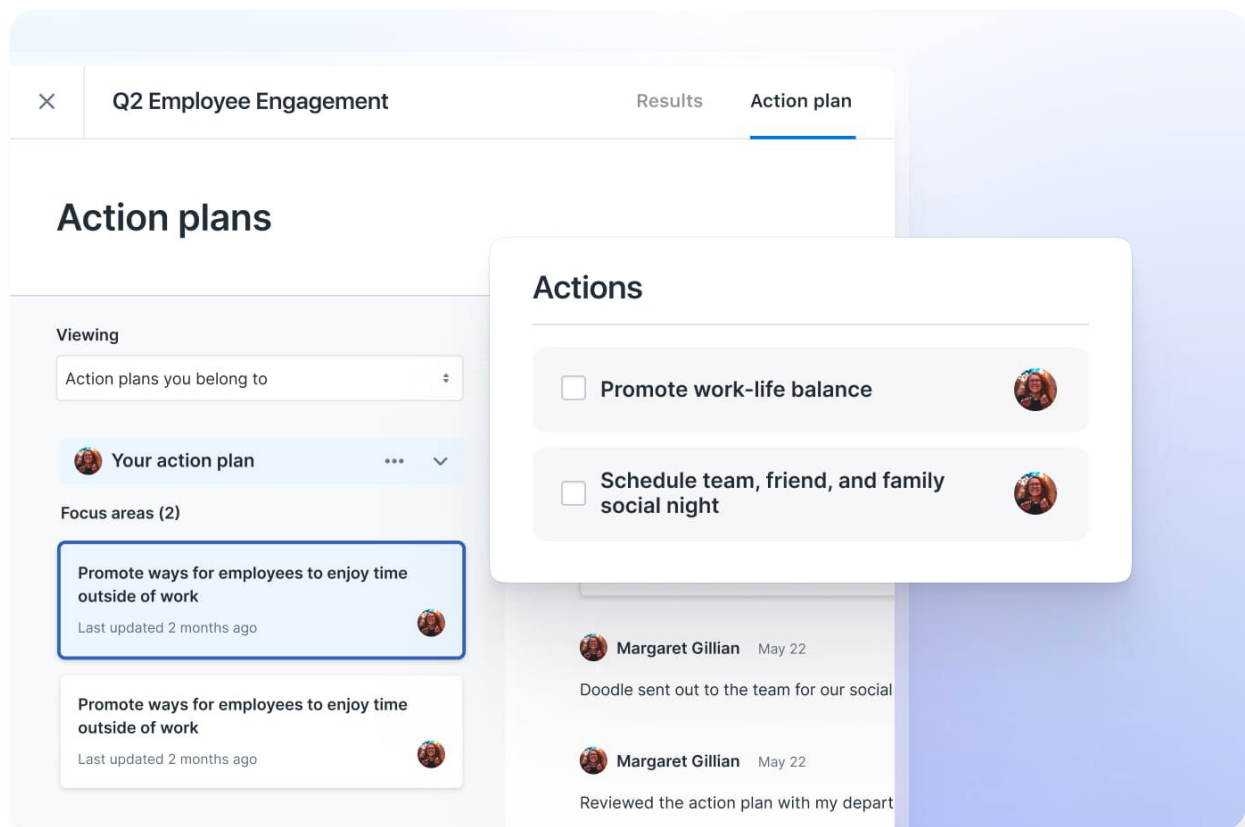 Q2 Employee Engagement
Results
Action plan
Action plans
Viewing
Action plans you belong to
Your action plan
Focus areas (2)
Promote ways for employees to enjoy time
outside of work
Last updated 2 months ago
Promote ways for employees to enjoy time
outside of work
Last updated 2 months ago
Actions
Promote work-life balance
Schedule team, friend, and family
social night
Margaret Gillian May 22
Doodle sent out to the team for our social
Margaret Gillian May 22
Reviewed the action plan with my depart